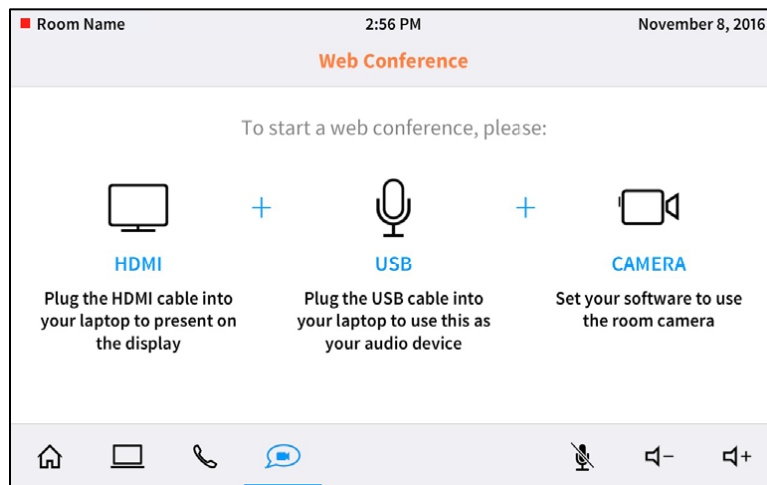 Room Name 2:56 PM November 8, 2016
Web Conference
To start a web conference, please:
+ +
HDMI USB CAMERA
Plug the HDMI cable into Plug the USB cable into Set your software to use
your laptop to present on your laptop to use this as the room camera
the display your audio device